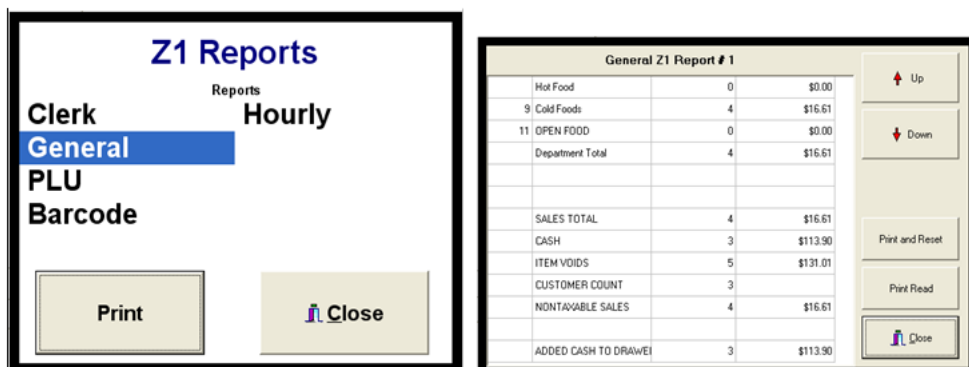 Z1 Reports
Reports
Clerk Hourly
General
PLU
Barcode
Print Close
General Z1 Report # 1
Hot Food 0 $0.00
9 Cold Foods 4 $16.61
11 OPEN FOOD 0 $0.00
Department Total 4 $16.61
SALES TOTAL 4 $16.61
CASH 3 $113.90
ITEM VOIDS 5 $131.01
CUSTOMER COUNT 3
NONTAXABLE SALES 4 $16.61
ADDED CASH TO DRAWEI 3 $113.90
Up
Down
Print and Reset
Print Read
Close